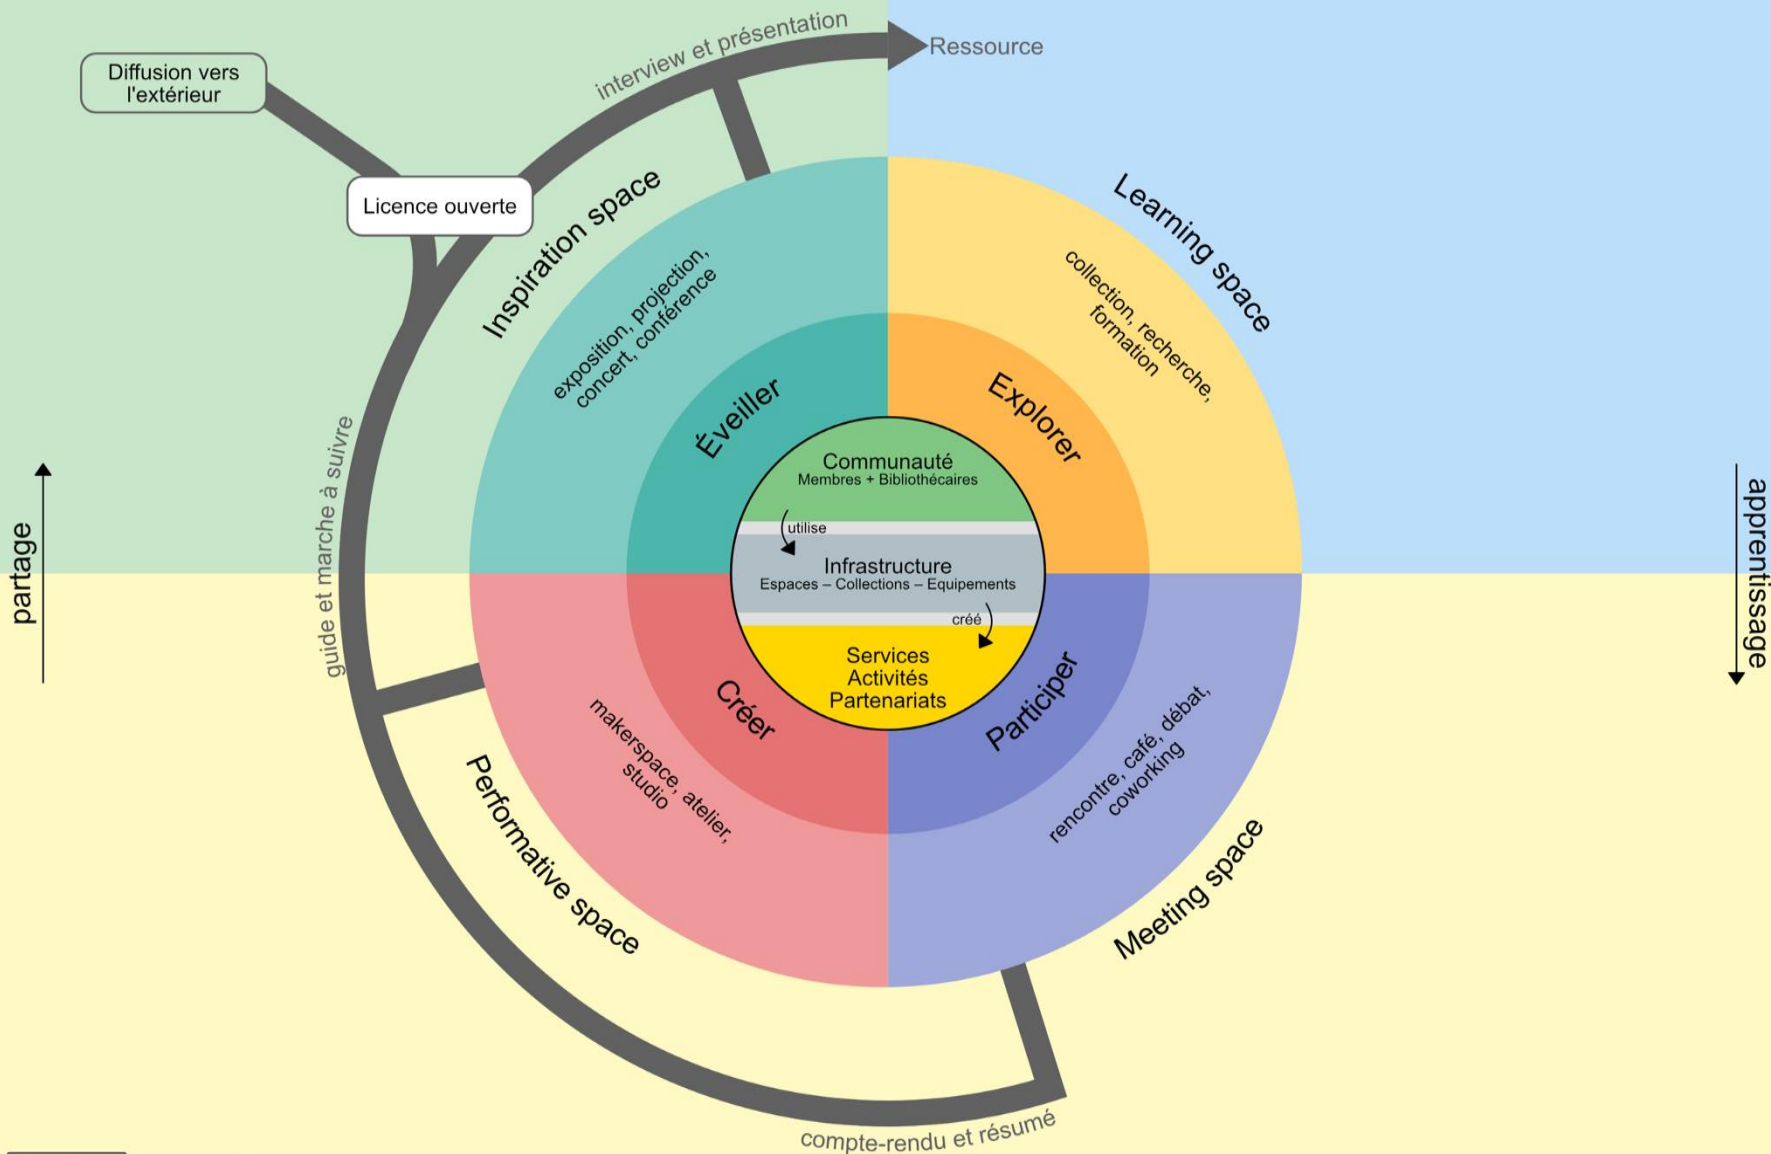 interview et présentation
Ressource
Diffusion vers
l'extérieur
Licence ouverte
Inspiration space
Learning space
exposition, projection,
concert, conférence
collection, recherche,
formation
Éveiller
Explorer
Communauté
Membres + Bibliothécaires
utilise
Infrastructure
Espaces – Collections – Equipements
créé
Services
Activités
Partenariats
partage
guide et marche à suivre
apprentissage
Créer
Participer
makerspace, atelier,
studio
rencontre, café, débat,
coworking
Performative space
Meeting space
compte-rendu et résumé